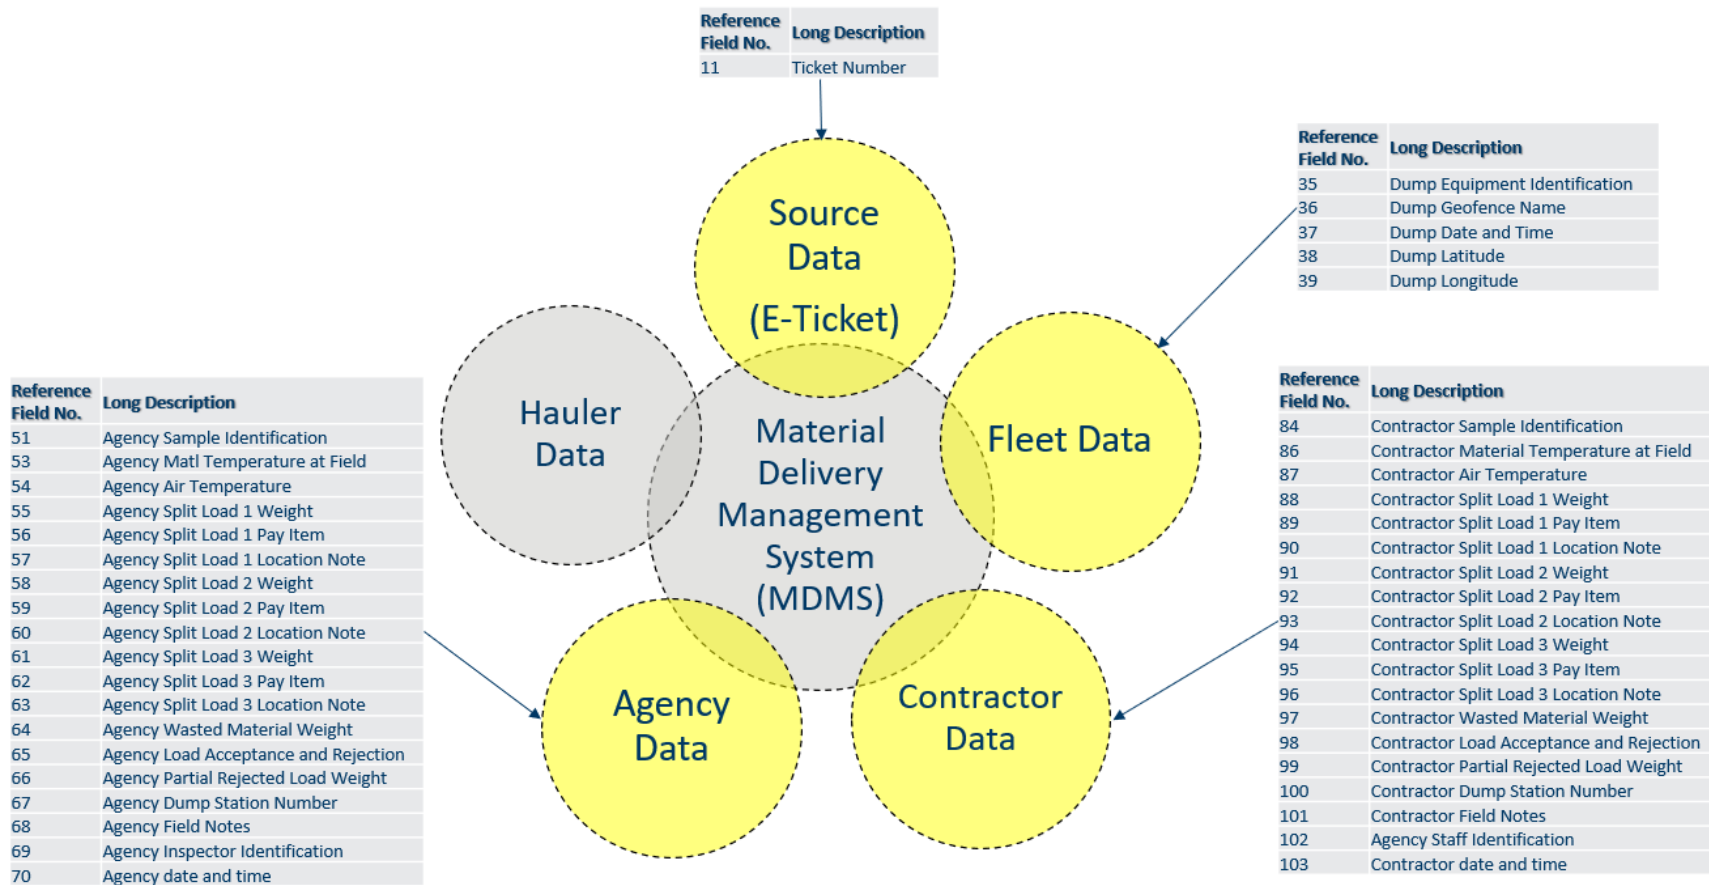 Reference Field No. Long Description
11 Ticket Number
Reference Field No. Long Description
35 Dump Equipment Identification
36 Dump Geofence Name
37 Dump Date and Time
38 Dump Latitude
39 Dump Longitude
Source
Data
(E-Ticket)
Hauler
Data
Material
Delivery
Management
System
(MDMS)
Fleet Data
Agency
Data
Contractor
Data
Reference Field No. Long Description
51 Agency Sample Identification
53 Agency Matl Temperature at Field
54 Agency Air Temperature
55 Agency Split Load 1 Weight
56 Agency Split Load 1 Pay Item
57 Agency Split Load 1 Location Note
58 Agency Split Load 2 Weight
59 Agency Split Load 2 Pay Item
60 Agency Split Load 2 Location Note
61 Agency Split Load 3 Weight
62 Agency Split Load 3 Pay Item
63 Agency Split Load 3 Location Note
64 Agency Wasted Material Weight
65 Agency Load Acceptance and Rejection
66 Agency Partial Rejected Load Weight
67 Agency Dump Station Number
68 Agency Field Notes
69 Agency Inspector Identification
70 Agency date and time
Reference Field No. Long Description
84 Contractor Sample Identification
86 Contractor Material Temperature at Field
87 Contractor Air Temperature
88 Contractor Split Load 1 Weight
89 Contractor Split Load 1 Pay Item
90 Contractor Split Load 1 Location Note
91 Contractor Split Load 2 Weight
92 Contractor Split Load 2 Pay Item
93 Contractor Split Load 2 Location Note
94 Contractor Split Load 3 Weight
95 Contractor Split Load 3 Pay Item
96 Contractor Split Load 3 Location Note
97 Contractor Wasted Material Weight
98 Contractor Load Acceptance and Rejection
99 Contractor Partial Rejected Load Weight
100 Contractor Dump Station Number
101 Contractor Field Notes
102 Agency Staff Identification
103 Contractor date and time